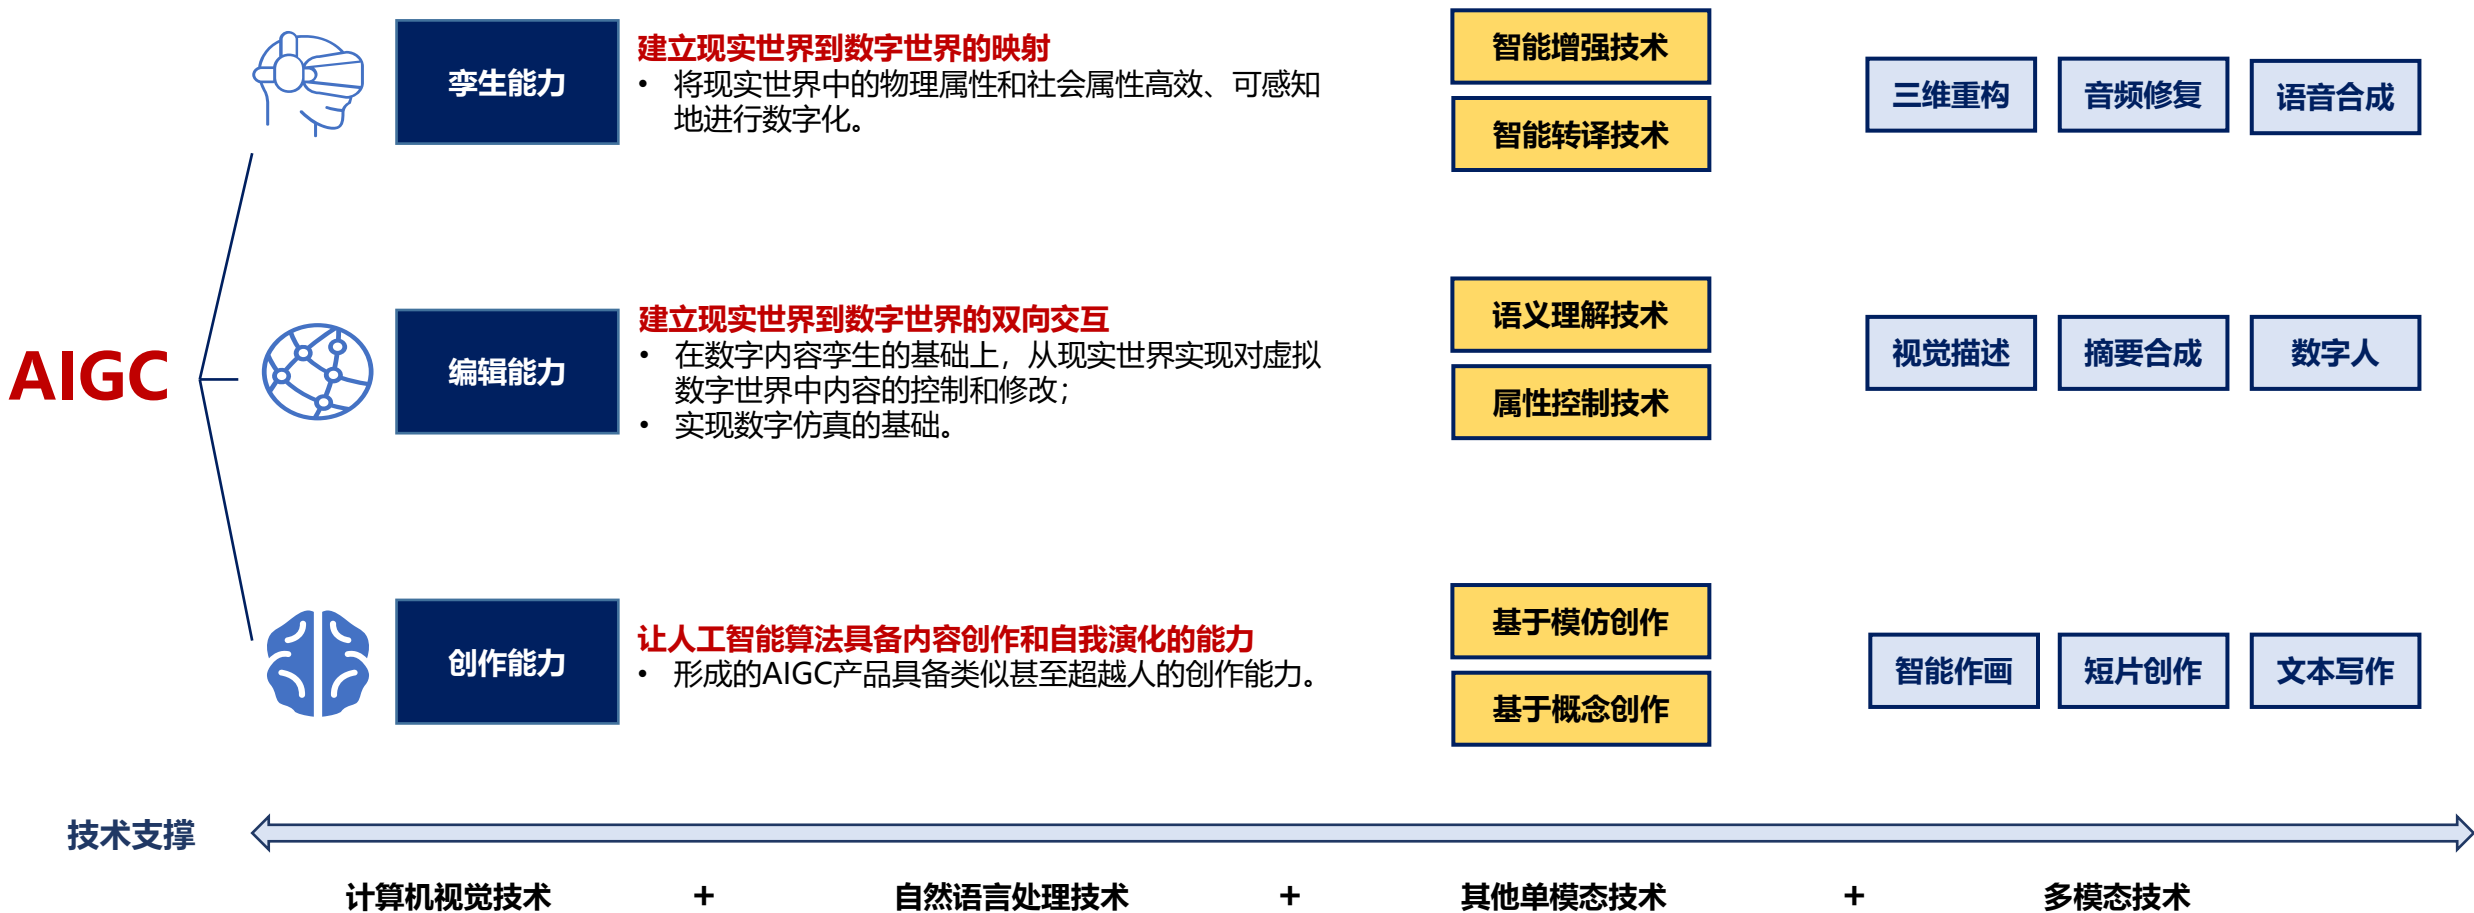 AIGC
孪生能力
建立现实世界到数字世界的映射
• 将现实世界中的物理属性和社会属性高效、可感知
地进行数字化。
智能增强技术
智能转译技术
三维重构
音频修复
语音合成
编辑能力
建立现实世界到数字世界的双向交互
• 在数字内容孪生的基础上，从现实世界实现对虚拟
数字世界中内容的控制和修改；
• 实现数字仿真的基础。
语义理解技术
属性控制技术
视觉描述
摘要合成
数字人
创作能力
让人工智能算法具备内容创作和自我演化的能力
• 形成的AIGC产品具备类似甚至超越人的创作能力。
基于模仿创作
基于概念创作
智能作画
短片创作
文本写作
技术支撑
计算机视觉技术 + 自然语言处理技术 + 其他单模态技术 + 多模态技术